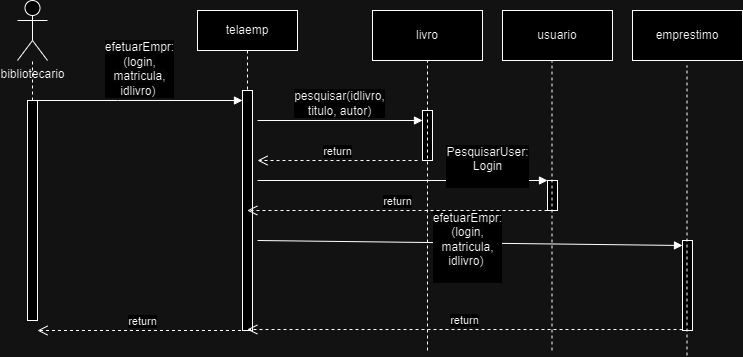 telaemp
livro
usuario
emprestimo
bibliotecario
efetuarEmpr:
(login,
matricula,
idlivro)
pesquisar(idlivro,
titulo, autor)
return
PesquisarUser:
Login
return
efetuarEmpr:
(login,
matricula,
idlivro)
return
return